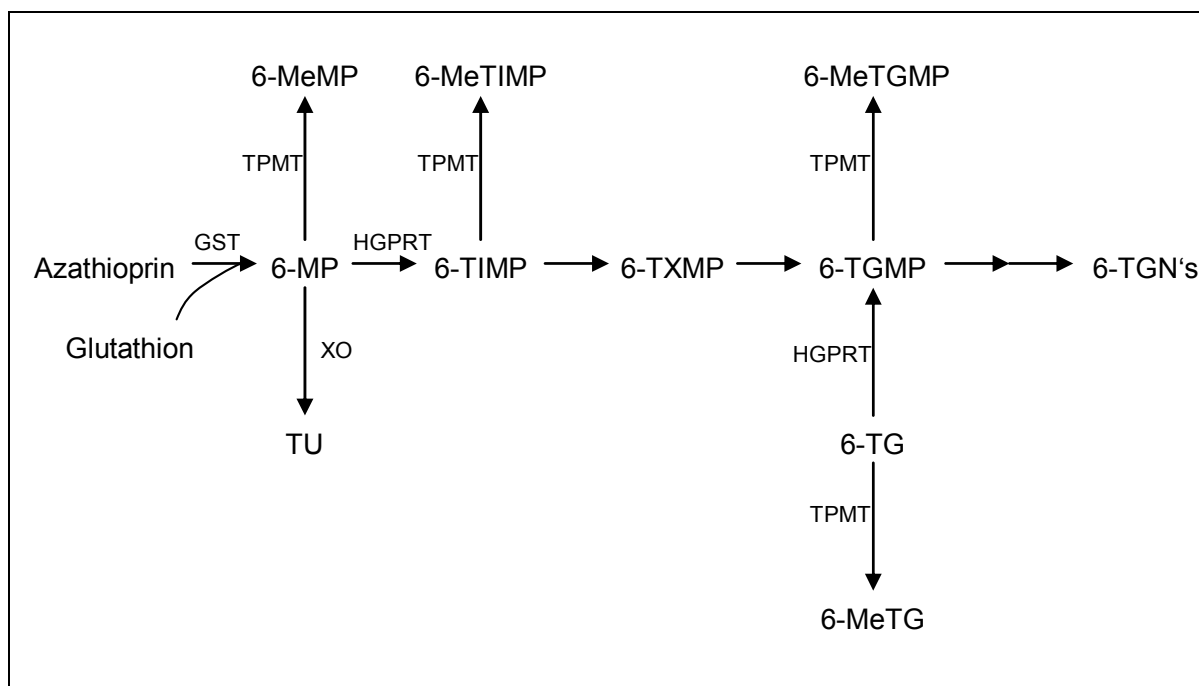 6-MeMP 6-MeTIMP 6-MeTGMP
TPMT TPMT TPMT
GST HGPRT
Azathioprin 6-MP 6-TIMP 6-TXMP 6-TGMP 6-TGN‘s
Glutathion XO HGPRT
TU 6-TG
TPMT
6-MeTG